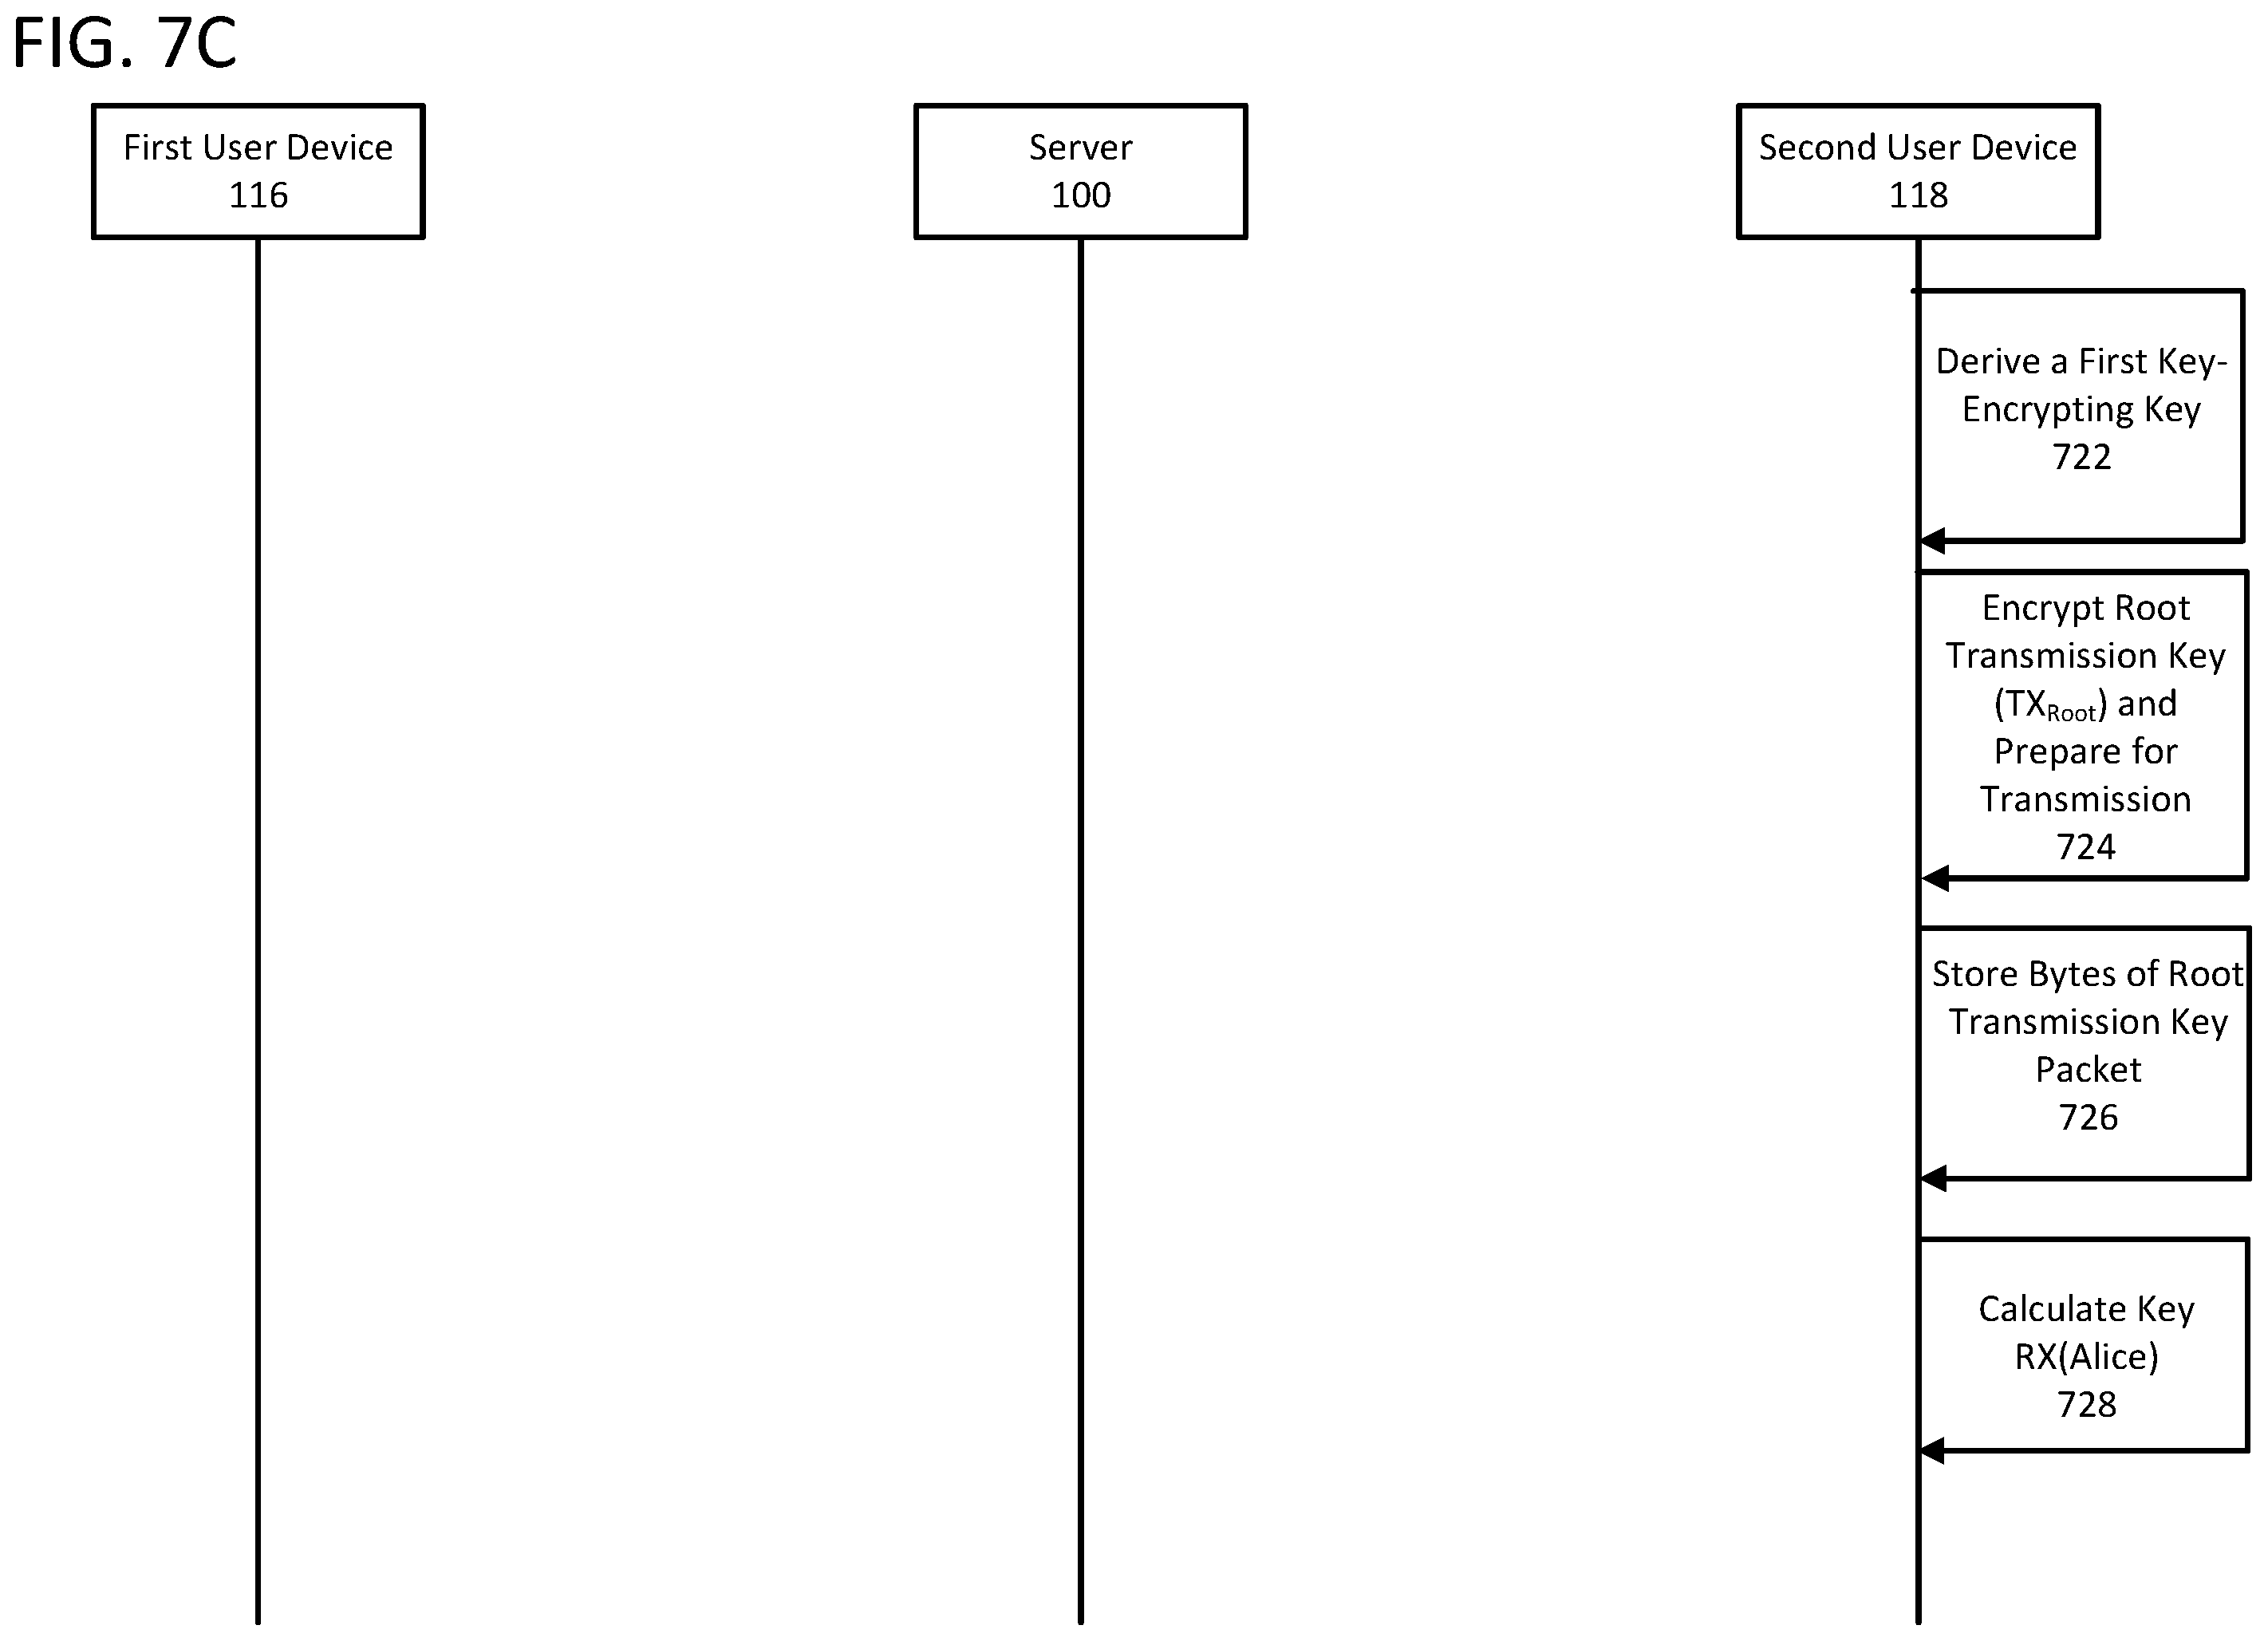 FIG. 7C
First User Device
116
Server
100
Second User Device
118
Derive a First Key-
Encrypting Key
722
Encrypt Root
Transmission Key
(TXRoot) and
Prepare for
Transmission
724
Store Bytes of Root
Transmission Key
Packet
726
Calculate Key
RX(Alice)
728